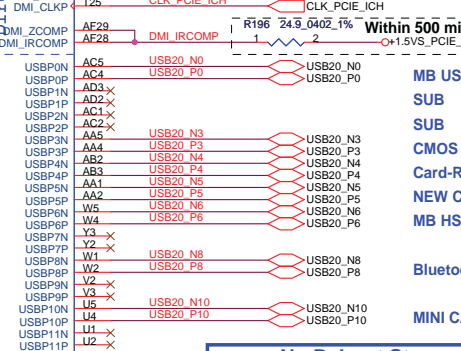 DMI_CLKP T25 CLK_PCIE_ICH CLK_PCIE_ICH
R196 24.9_0402_1% Within 500
DMI_ZCOMP AF29
DMI_IRCOMP AF28 DMI_IRCOMP 1 2 +1.5VS_PCIE_
USBP0N AC5 USB20_N0 USB20_N0
USBP0P AC4 USB20_P0 USB20_P0 MB
USBP1N AD3
USBP1P AD2 SUB
USBP2N AC1
USBP2P AC2 SUB
USBP3N AA5 USB20_N3 USB20_N3
USBP3P AA4 USB20_P3 USB20_P3 CMOS
USBP4N AB2 USB20_N4 USB20_N4
USBP4P AB3 USB20_P4 USB20_P4 Card-R
USBP5N AA1 USB20_N5 USB20_N5
USBP5P AA2 USB20_P5 USB20_P5 NEW C
USBP6N W5 USB20_N6 USB20_N6
USBP6P W4 USB20_P6 USB20_P6 MB HS
USBP7N Y3
USBP7P Y2
USBP8N W1 USB20_N8 USB20_N8
USBP8P W2 USB20_P8 USB20_P8 Blueto
USBP9N V2
USBP9P V3
USBP10N U5 USB20_N10 USB20_N10
USBP10P U4 USB20_P10 USB20_P10 MINI CA
USBP11N U1
USBP11P U2